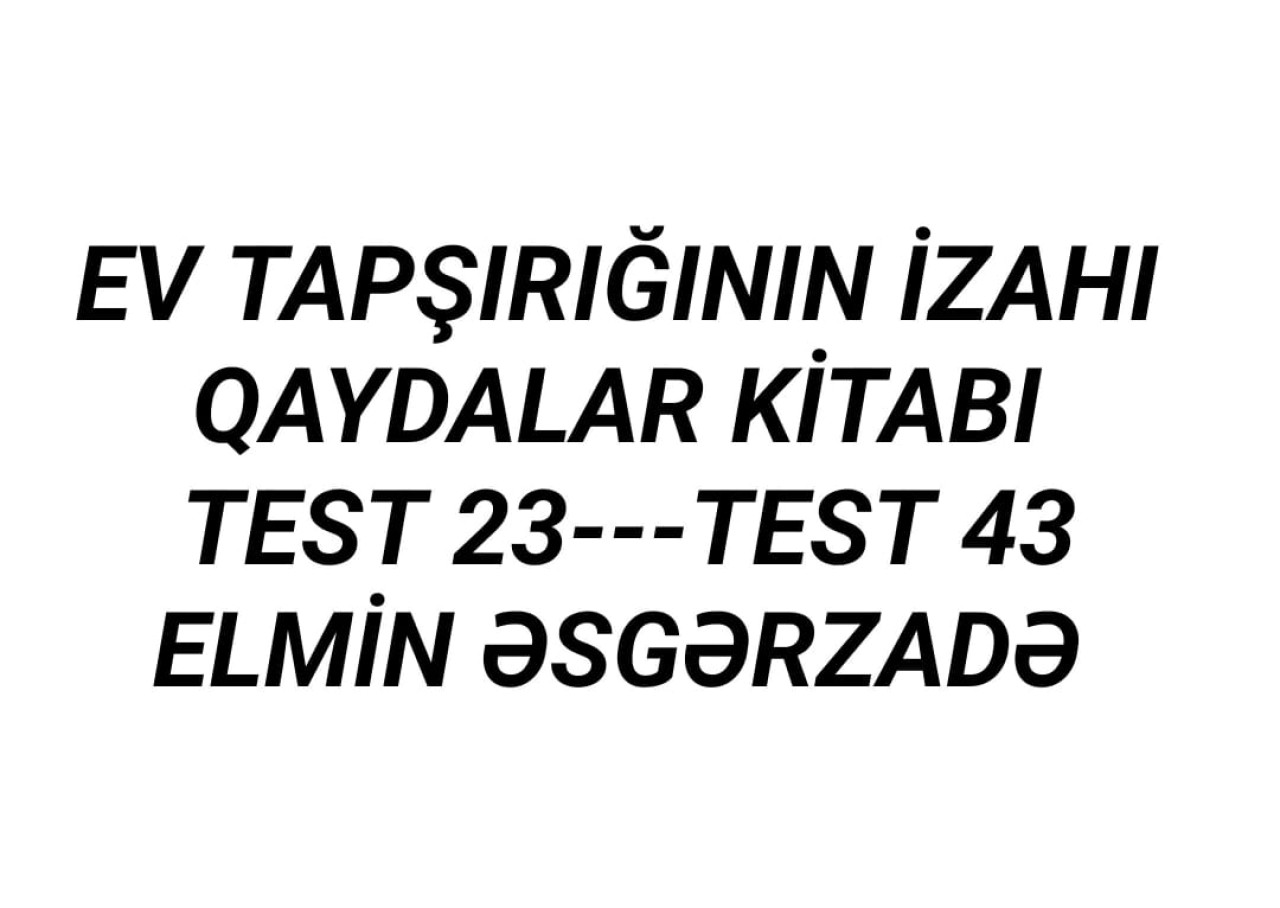 EV TAPŞIRIĞININ İZAHI
QAYDALAR KİTABI
TEST 23---TEST 43
ELMİN ƏSGƏRZADƏ